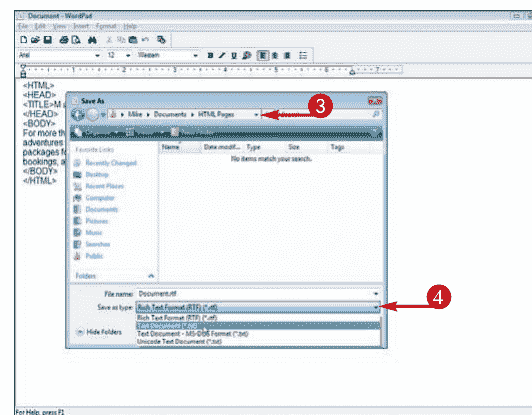 Document - WordPad
File Edit View Insert Format Help
Arial 12 Western
<HTML>
<HEAD>
<TITLE>M
</HEAD>
<BODY>
For more th
adventures
packages f
bookings, a
</BODY>
</HTML>
Save As
Mike Documents HTML Pages
3
Favorite Links
Name Date modif... Type Size Tags
No items match your search.
Recently Changed
Desktop
Recent Places
Computer
Documents
Pictures
Music
Searches
Public
Folders
File name: Document.rtf
Save as type: Rich Text Format (RTF) (*.rtf)
4
Rich Text Format (RTF) (*.rtf)
Text Document (*.txt)
Text Document - MS-DOS Format (*.txt)
Unicode Text Document (*.txt)
Hide Folders
For Help, press F1